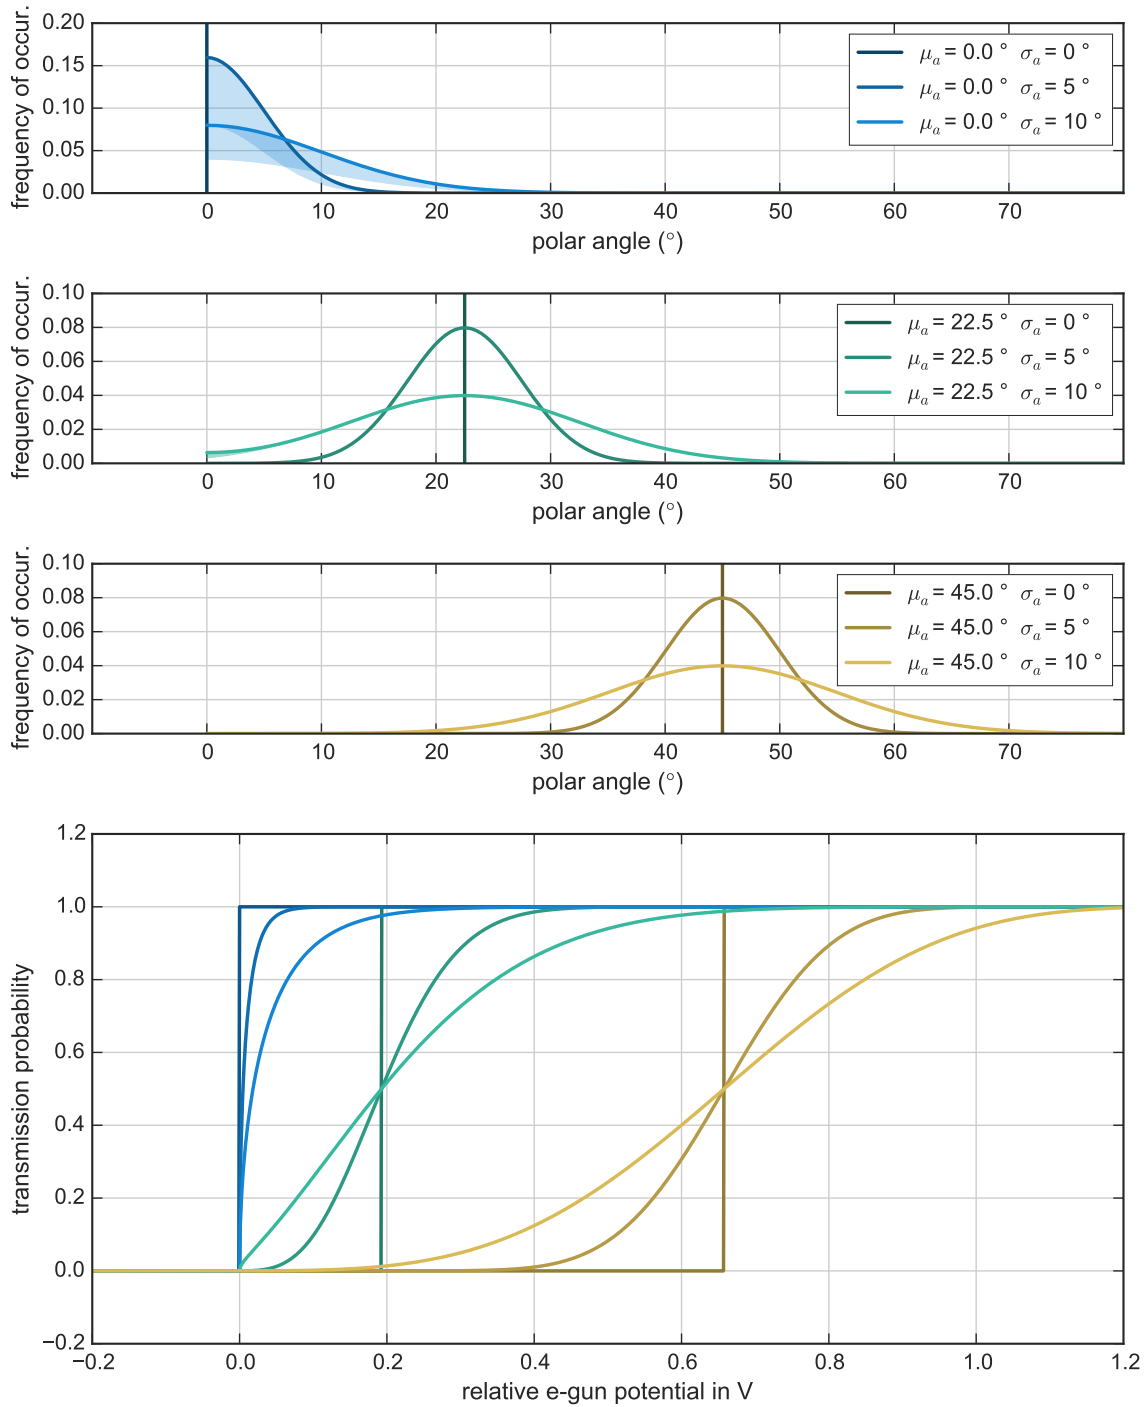 frequency of occur.
0.20
0.15
0.10
0.05
0.00
μₐ = 0.0 ° σₐ = 0 °
μₐ = 0.0 ° σₐ = 5 °
μₐ = 0.0 ° σₐ = 10 °
0 10 20 30 40 50 60 70
polar angle (°)
frequency of occur.
0.10
0.08
0.06
0.04
0.02
0.00
μₐ = 22.5 ° σₐ = 0 °
μₐ = 22.5 ° σₐ = 5 °
μₐ = 22.5 ° σₐ = 10 °
0 10 20 30 40 50 60 70
polar angle (°)
frequency of occur.
0.10
0.08
0.06
0.04
0.02
0.00
μₐ = 45.0 ° σₐ = 0 °
μₐ = 45.0 ° σₐ = 5 °
μₐ = 45.0 ° σₐ = 10 °
0 10 20 30 40 50 60 70
polar angle (°)
transmission probability
1.2
1.0
0.8
0.6
0.4
0.2
0.0
−0.2
−0.2 0.0 0.2 0.4 0.6 0.8 1.0 1.2
relative e-gun potential in V